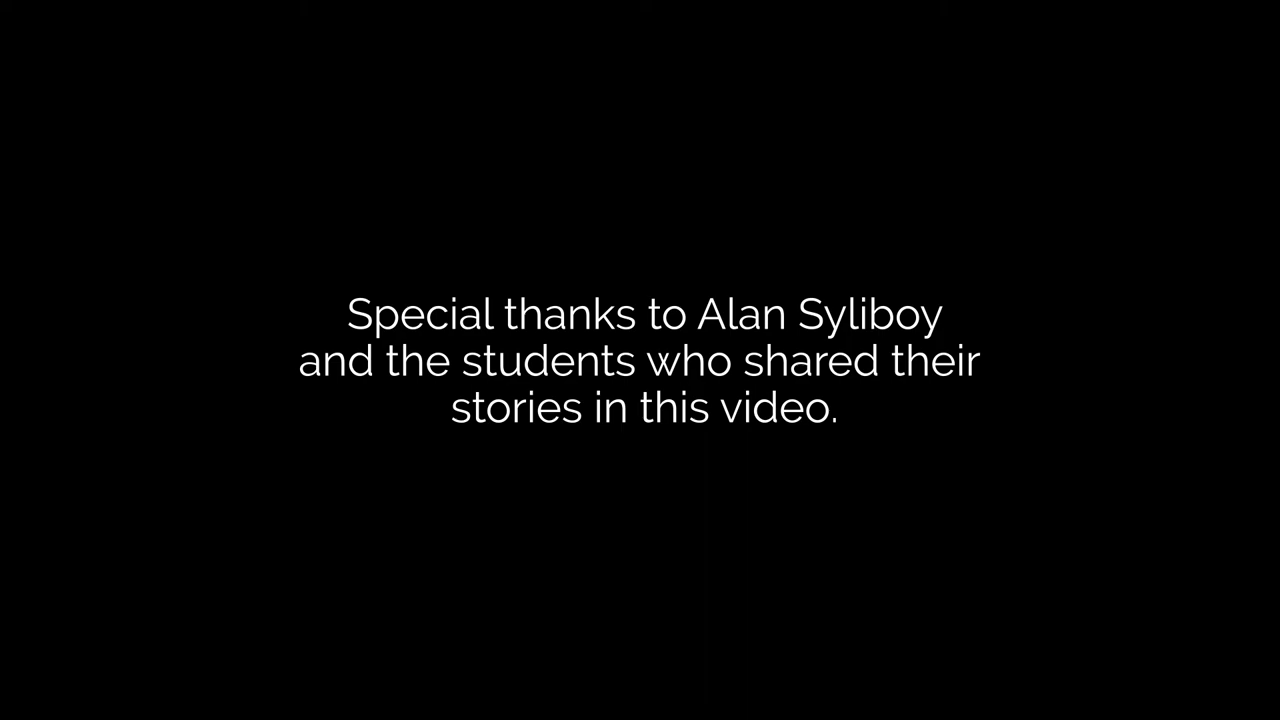 Special thanks to Alan Syliboy
and the students who shared their
stories in this video.